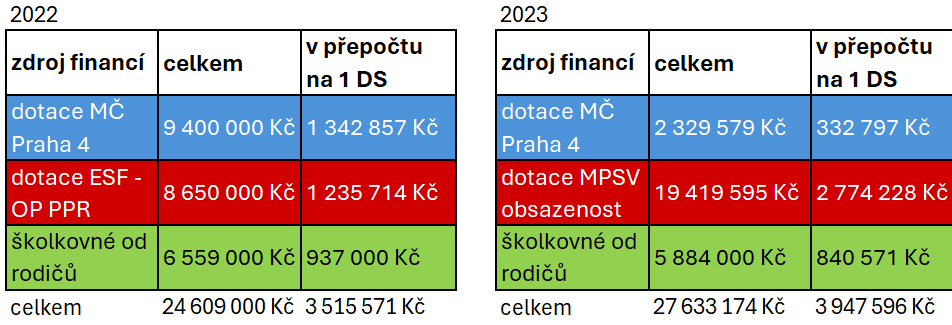 2022
zdroj financí celkem v přepočtu na 1 DS
dotace MČ Praha 4 9 400 000 Kč 1 342 857 Kč
dotace ESF - OP PPR 8 650 000 Kč 1 235 714 Kč
školkovné od rodičů 6 559 000 Kč 937 000 Kč
celkem 24 609 000 Kč 3 515 571 Kč
2023
zdroj financí celkem v přepočtu na 1 DS
dotace MČ Praha 4 2 329 579 Kč 332 797 Kč
dotace MPSV obsazenost 19 419 595 Kč 2 774 228 Kč
školkovné od rodičů 5 884 000 Kč 840 571 Kč
celkem 27 633 174 Kč 3 947 596 Kč